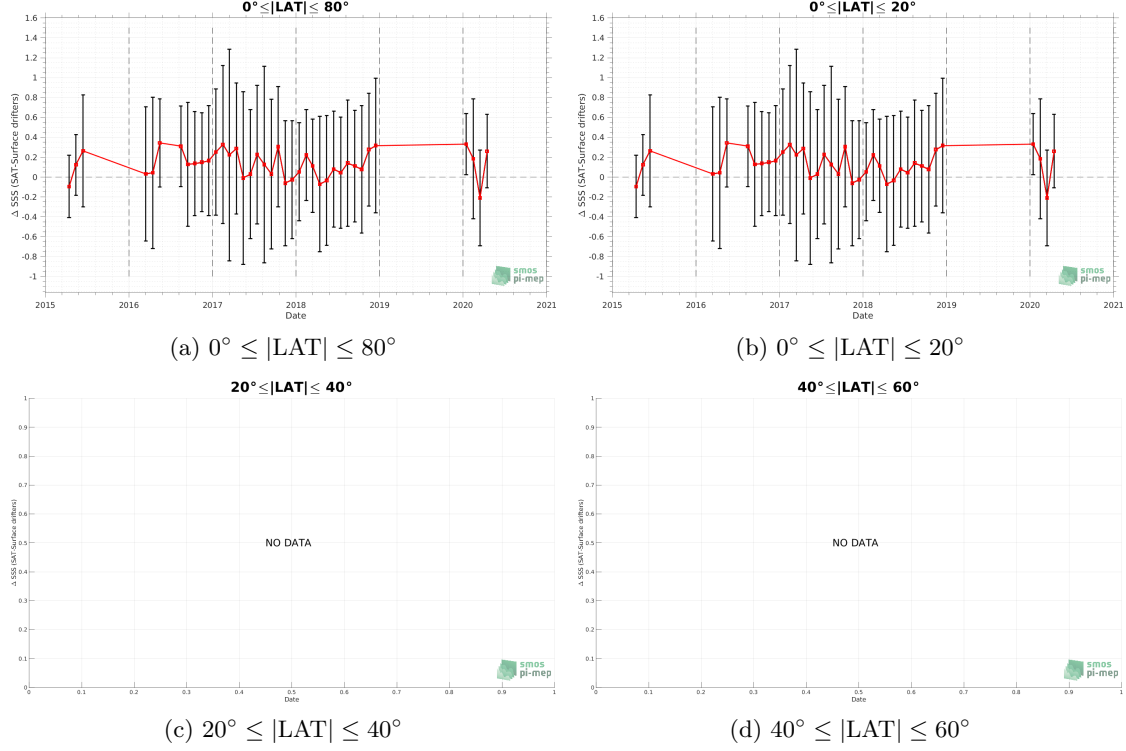 0°≤|LAT|≤ 80°
1.6
1.4
1.2
1
0.8
0.6
0.4
0.2
0
-0.2
-0.4
-0.6
-0.8
-1
Δ SSS (SAT-Surface drifters)
2015 2016 2017 2018 2019 2020 2021
Date
smos
pi-mep
(a) 0° ≤ |LAT| ≤ 80°
0°≤|LAT|≤ 20°
1.6
1.4
1.2
1
0.8
0.6
0.4
0.2
0
-0.2
-0.4
-0.6
-0.8
-1
Δ SSS (SAT-Surface drifters)
2015 2016 2017 2018 2019 2020 2021
Date
smos
pi-mep
(b) 0° ≤ |LAT| ≤ 20°
20°≤|LAT|≤ 40°
1
0.9
0.8
0.7
0.6
0.5
0.4
0.3
0.2
0.1
0
Δ SSS (SAT-Surface drifters)
NO DATA
0 0.1 0.2 0.3 0.4 0.5 0.6 0.7 0.8 0.9 1
Date
smos
pi-mep
(c) 20° ≤ |LAT| ≤ 40°
40°≤|LAT|≤ 60°
1
0.9
0.8
0.7
0.6
0.5
0.4
0.3
0.2
0.1
0
Δ SSS (SAT-Surface drifters)
NO DATA
0 0.1 0.2 0.3 0.4 0.5 0.6 0.7 0.8 0.9 1
Date
smos
pi-mep
(d) 40° ≤ |LAT| ≤ 60°